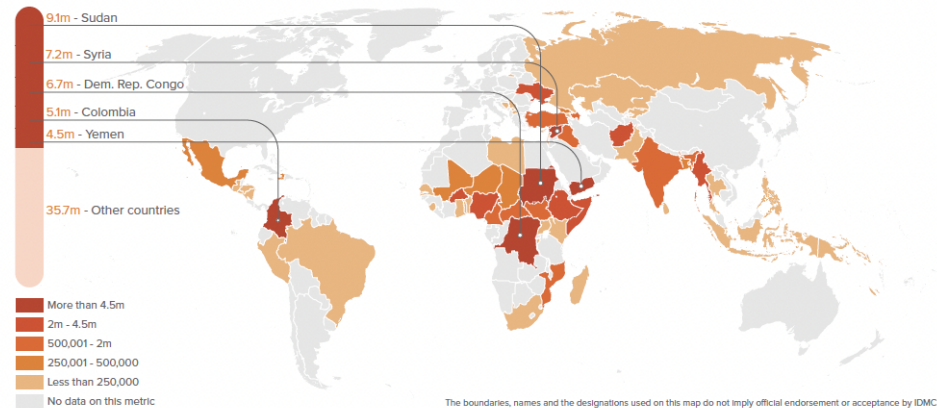 9.1m - Sudan
7.2m - Syria
6.7m - Dem. Rep. Congo
5.1m - Colombia
4.5m - Yemen
35.7m - Other countries
More than 4.5m
2m - 4.5m
500,001 - 2m
250,001 - 500,000
Less than 250,000
No data on this metric
The boundaries, names and the designations used on this map do not imply official endorsement or acceptance by IDMC